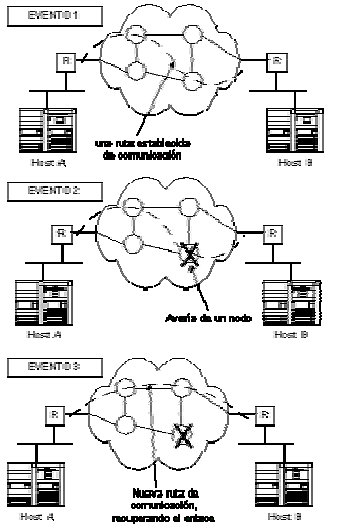 EVENTO 1
R
R
una ruta establecida
de comunicación
Host A
Host B
EVENTO 2
R
R
Avería de un nodo
Host A
Host B
EVENTO 3
R
R
Host A
Nueva ruta de
comunicación,
recuperando el enlace
Host B